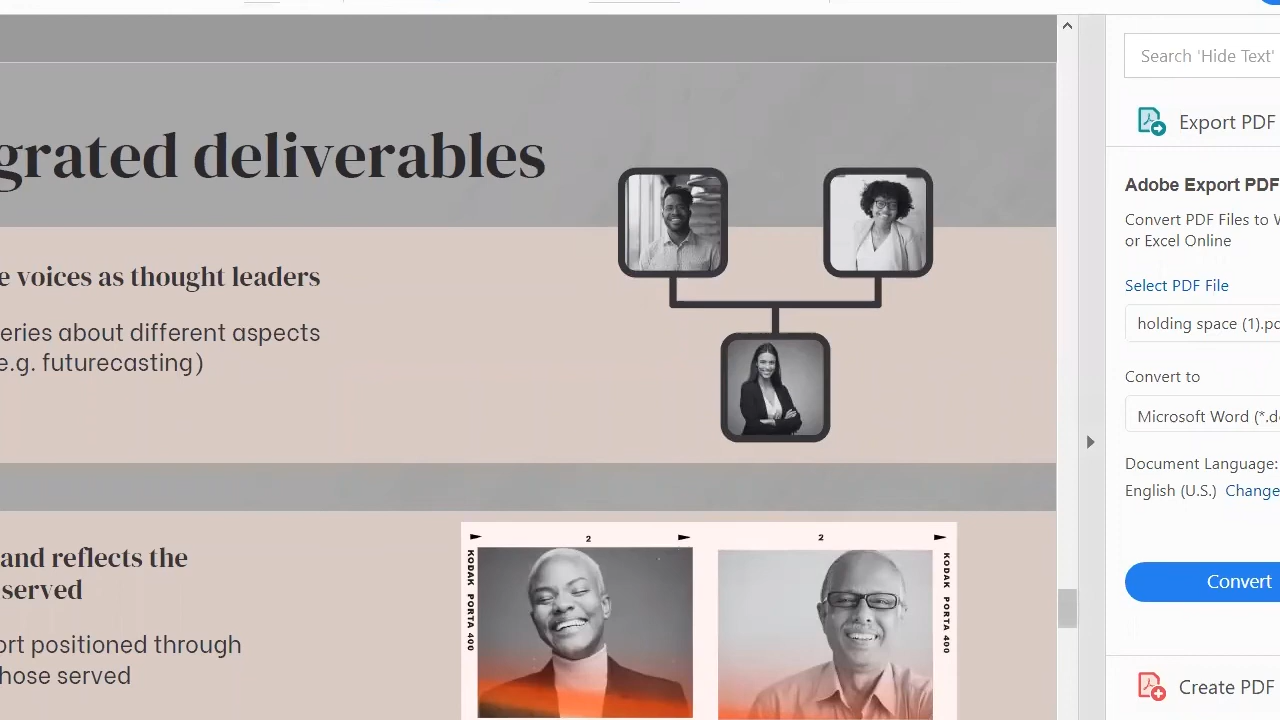 grated deliverables
e voices as thought leaders
eries about different aspects
e.g. futurecasting)
and reflects the
served
ort positioned through
hose served
2
2
KODAK PORTA 400
KODAK PORTA 400
Search 'Hide Text'
Export PDF
Adobe Export PDF
Convert PDF Files to W
or Excel Online
Select PDF File
holding space (1).pd
Convert to
Microsoft Word (*.do
Document Language:
English (U.S.) Change
Convert
Create PDF